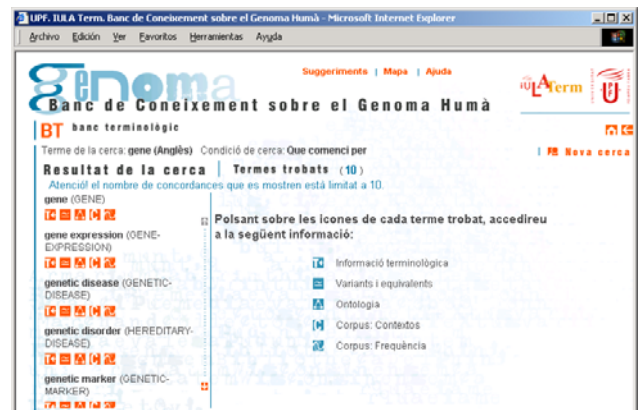 UPF. IULA Term. Banc de Coneixement sobre el Genoma Humà - Microsoft Internet Explorer
Archivo Edición Ver Favoritos Herramientas Ayuda
Suggeriments | Mapa | Ajuda
genoma
IULATerm
Banc de Coneixement sobre el Genoma Humà
BT banc terminològic
Terme de la cerca: gene (Anglès) Condició de cerca: Que comenci per
Nova cerca
Resultat de la cerca | Termes trobats (10)
Atenció! el nombre de concordances que es mostren está limitat a 10.
gene (GENE)
Polsant sobre les icones de cada terme trobat, accedireu
a la següent informació:
gene expression (GENE-
EXPRESSION)
Informació terminològica
Variants i equivalents
genetic disease (GENETIC-
DISEASE)
Ontologia
Corpus: Contextos
genetic disorder (HEREDITARY-
DISEASE)
Corpus: Freqüència
genetic marker (GENETIC-
MARKER)